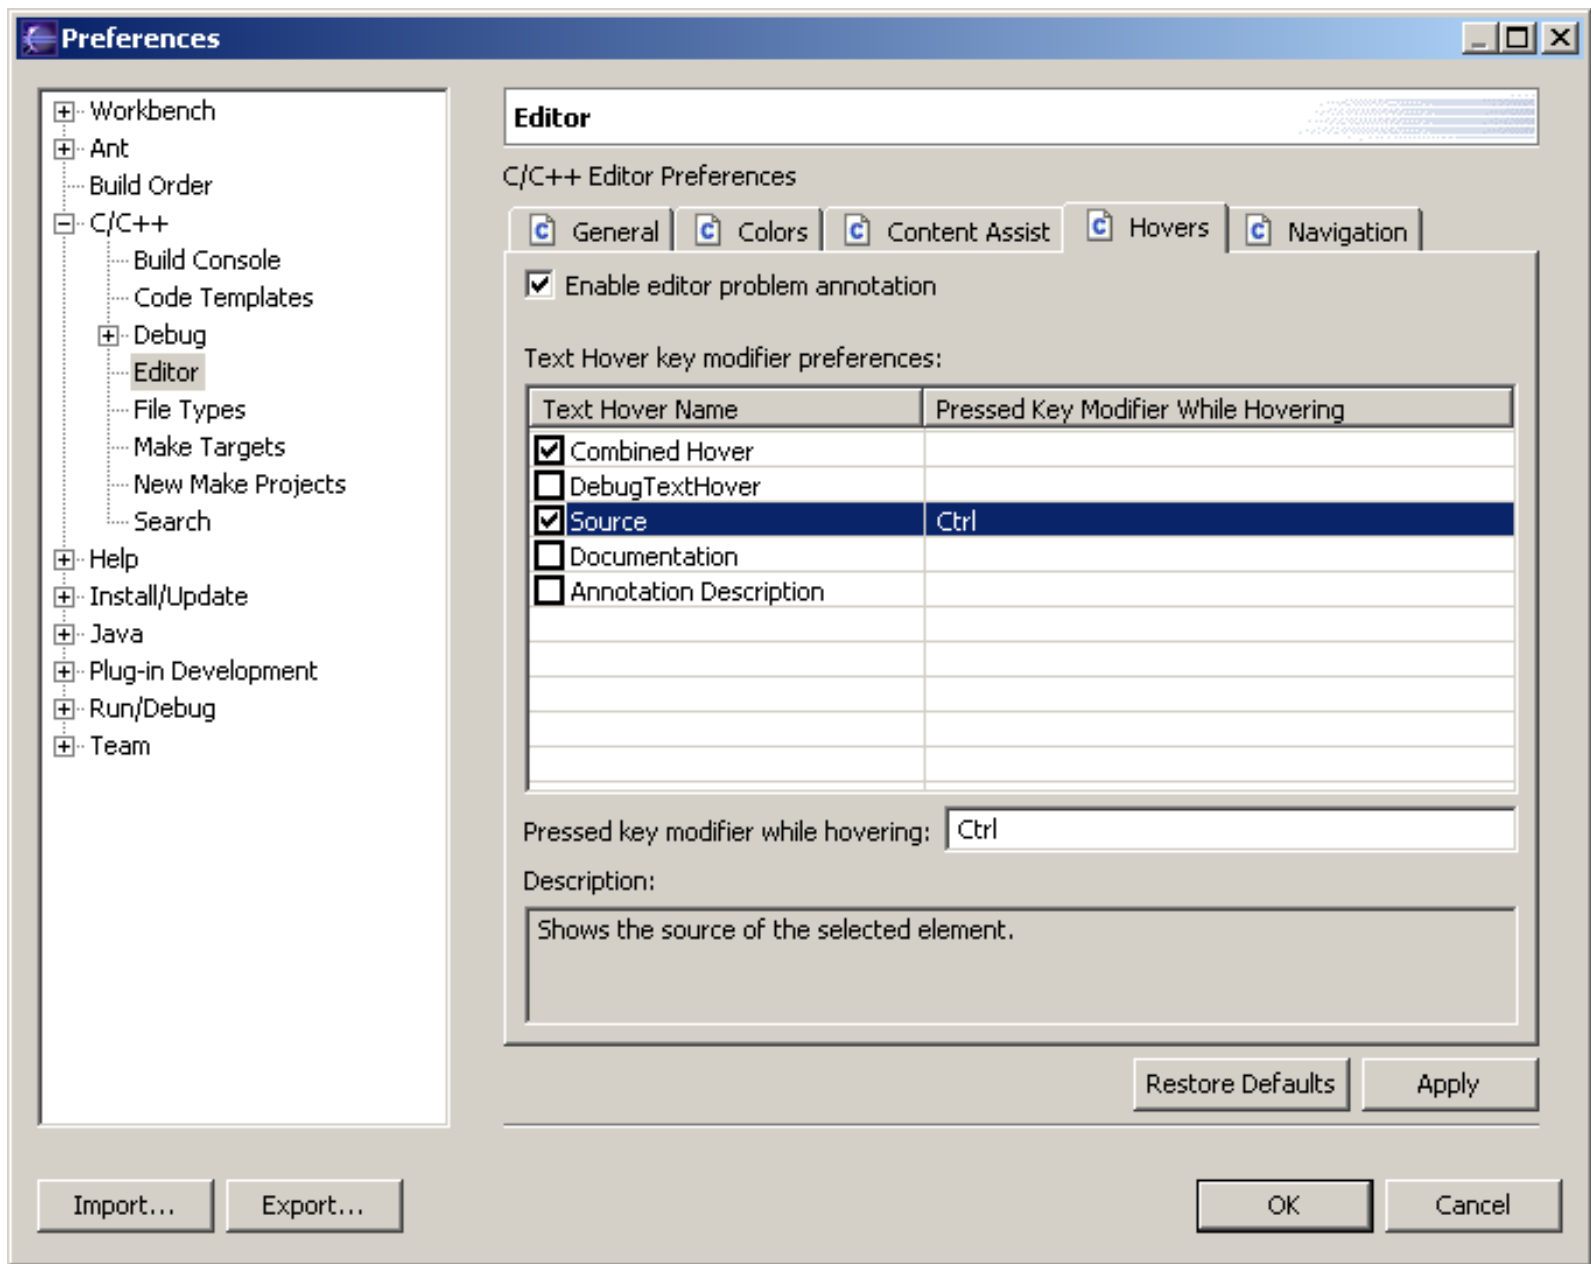 Preferences
Workbench
Ant
Build Order
C/C++
Build Console
Code Templates
Debug
Editor
File Types
Make Targets
New Make Projects
Search
Help
Install/Update
Java
Plug-in Development
Run/Debug
Team
Editor
C/C++ Editor Preferences
General Colors Content Assist Hovers Navigation
Enable editor problem annotation
Text Hover key modifier preferences:
Text Hover Name Pressed Key Modifier While Hovering
Combined Hover
DebugTextHover
Source Ctrl
Documentation
Annotation Description
Pressed key modifier while hovering: Ctrl
Description:
Shows the source of the selected element.
Restore Defaults Apply
Import... Export... OK Cancel